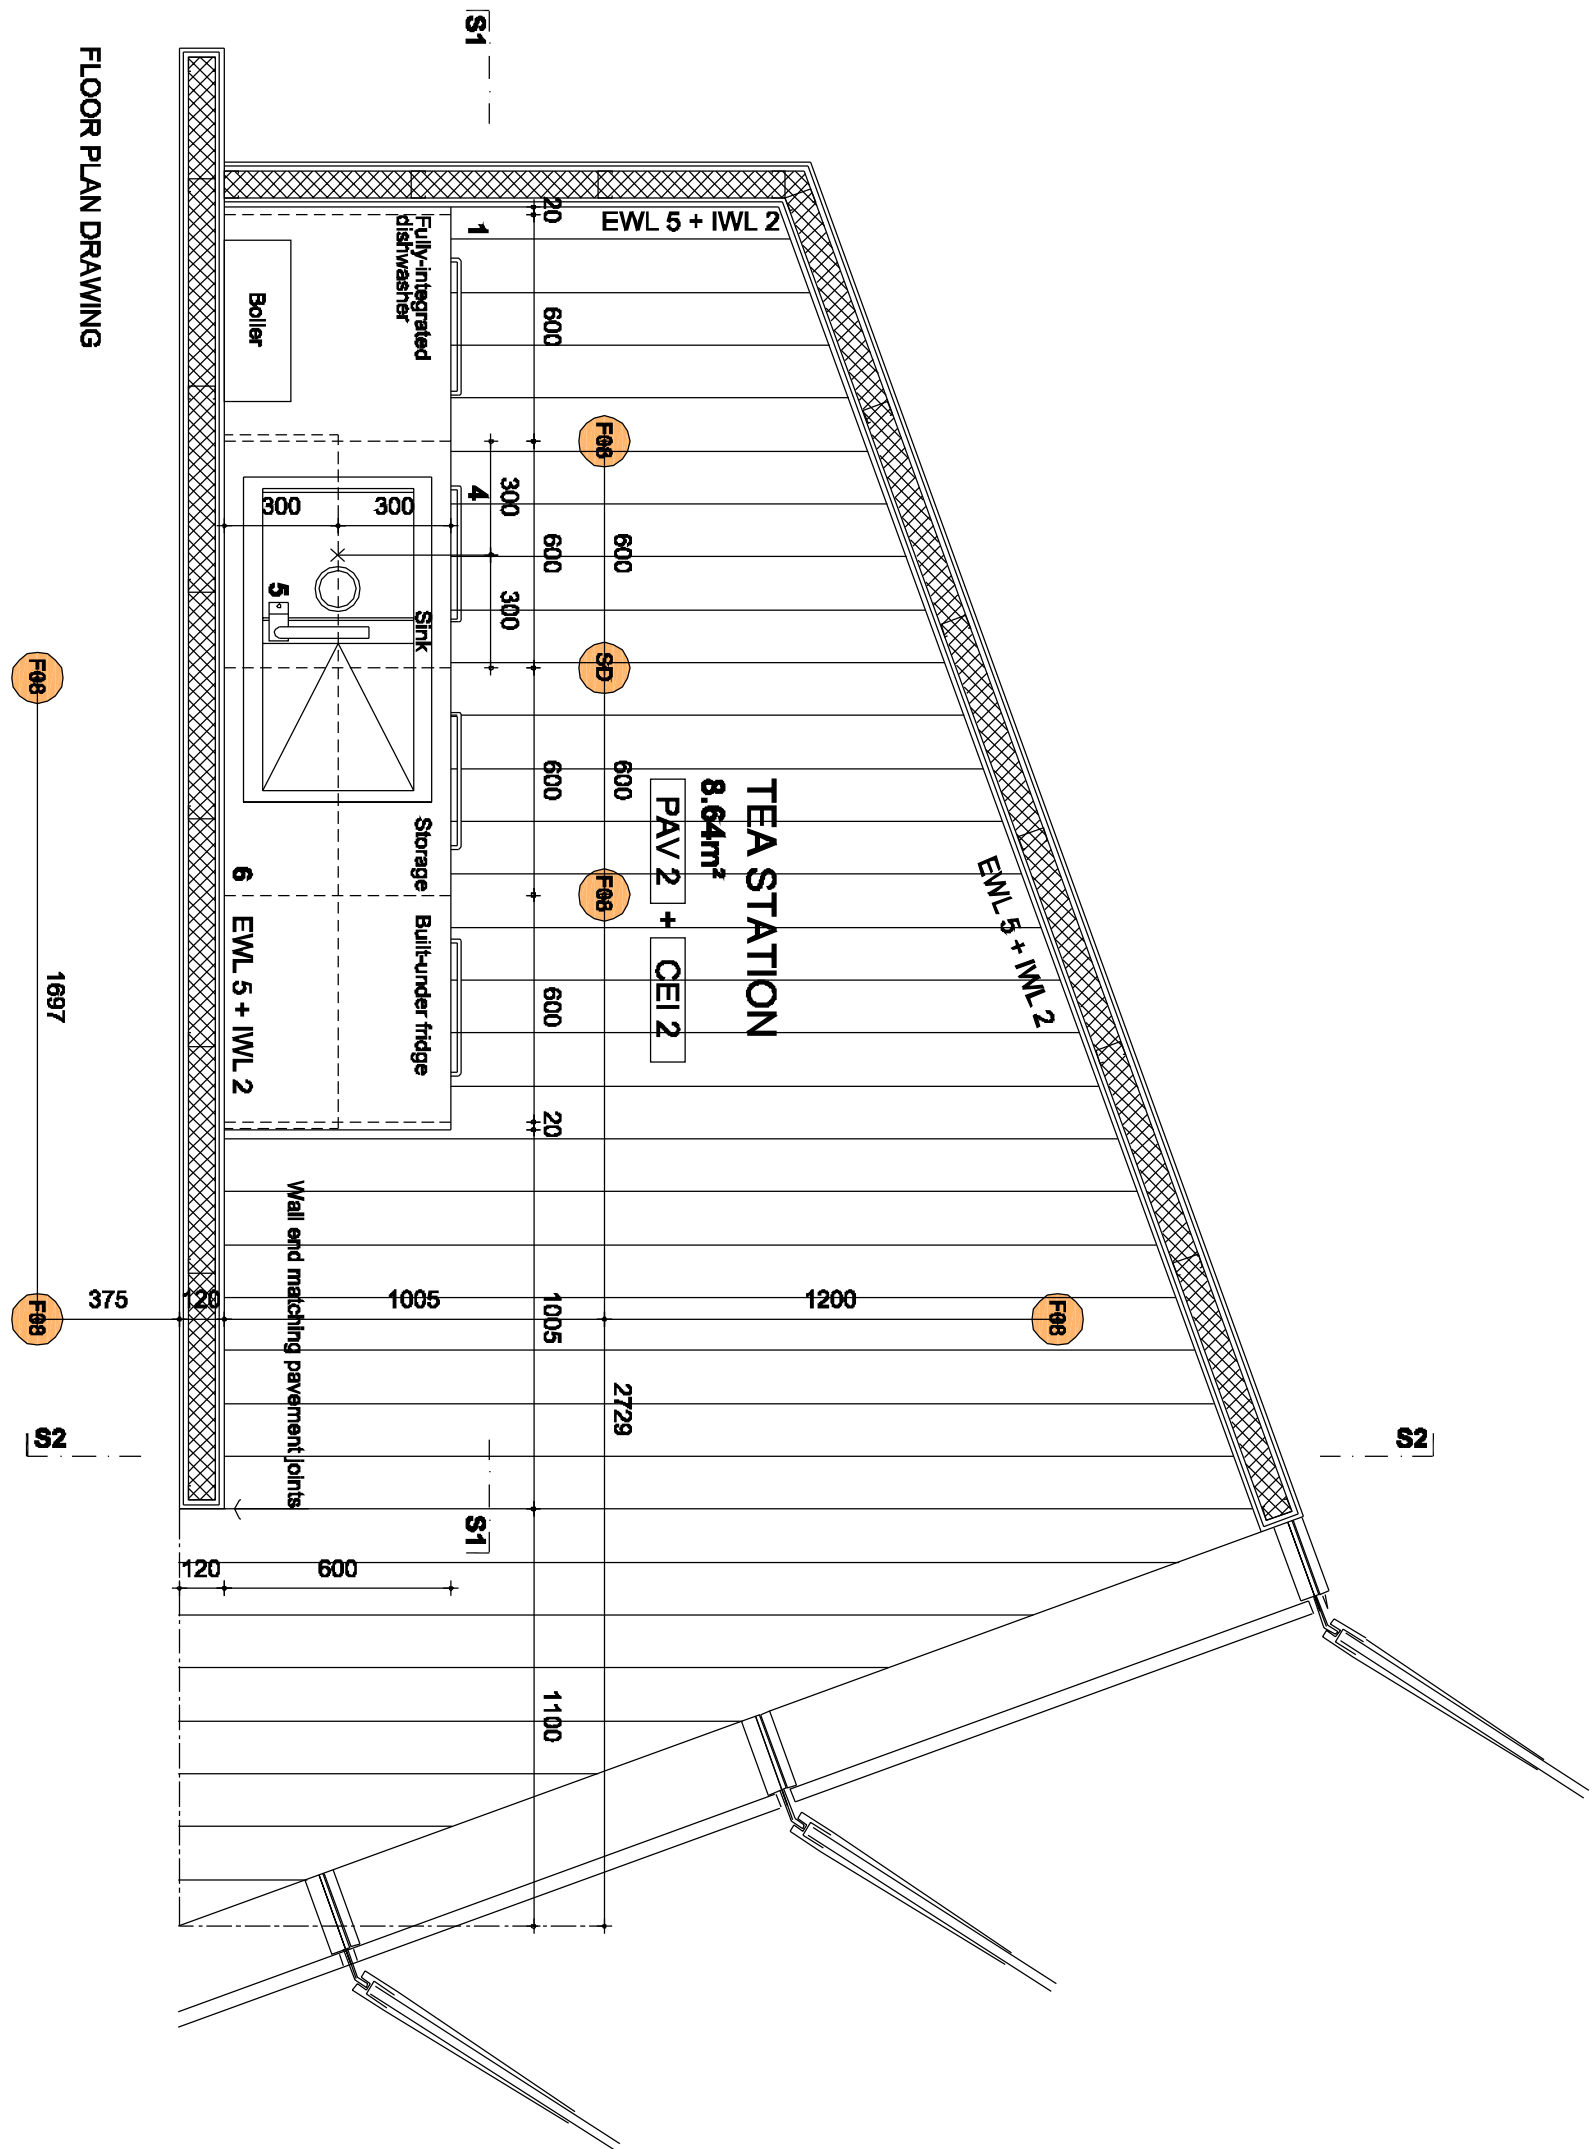 FLOOR PLAN DRAWING
S1
EWL 5 + IWL 2
20
1
Fully-integrated
dishwasher
Boiler
600
F08
300
300
4
300
600
600
300
5
Sink
SD
F08
600
600
TEA STATION
8.64m²
PAV 2 + CEI 2
EWL 5 + IWL 2
Storage
6
F08
Built-under fridge
EWL 5 + IWL 2
600
1697
20
Wall end matching pavement joints
F08
375
120
1005
1005
1200
F08
2729
S2
S2
S1
120
600
1100